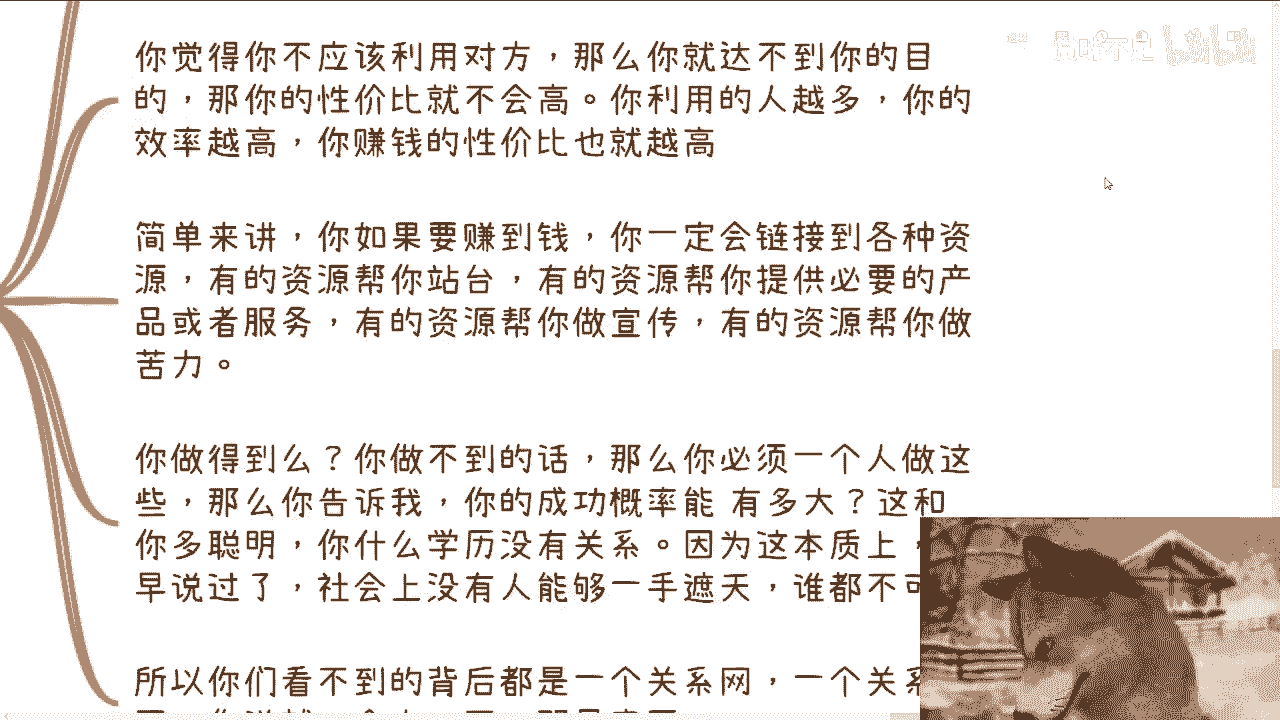 你觉得你不应该利用对方，那么你就达不到你的目
的，那你的性价比就不会高。你利用的人越多，你的
效率越高，你赚钱的性价比也就越高
简单来讲，你如果要赚到钱，你一定会链接到各种资
源，有的资源帮你站台，有的资源帮你提供必要的产
品或者服务，有的资源帮你做宣传，有的资源帮你做
苦力。
你做得到么？你做不到的话，那么你必须一个人做这
些，那么你告诉我，你的成功概率能 有多大？这和
你多聪明，你什么学历没有关系。因为这本质上，
早说过了，社会上没有人能够一手遮天，谁都不可
所以你们看不到的背后都是一个关系网，一个关系